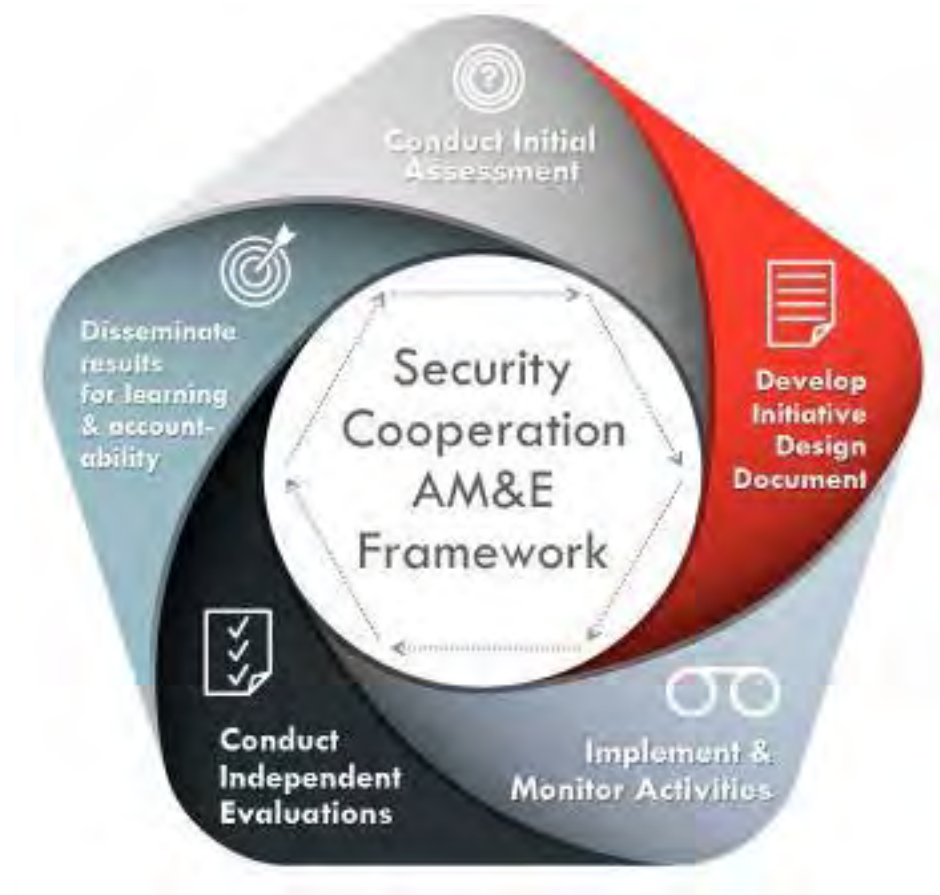 ?
Conduct Initial
Assessment
Develop
Initiative
Design
Document
Implement &
Monitor Activities
Conduct
Independent
Evaluations
Disseminate
results
for learning
& account-
ability
Security
Cooperation
AM&E
Framework